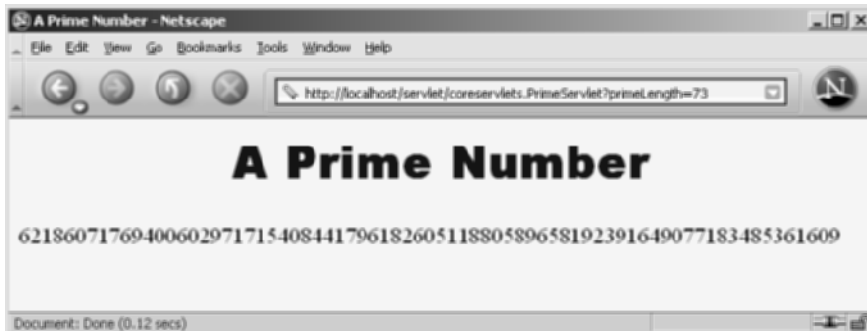 A Prime Number - Netscape
File Edit View Go Bookmarks Tools Window Help
http://localhost/servlet/coreservlets.PrimeServlet?primeLength=73
N
A Prime Number
6218607176940060297171540844179618260511880589658192391649077183485361609
Document: Done (0.12 secs)